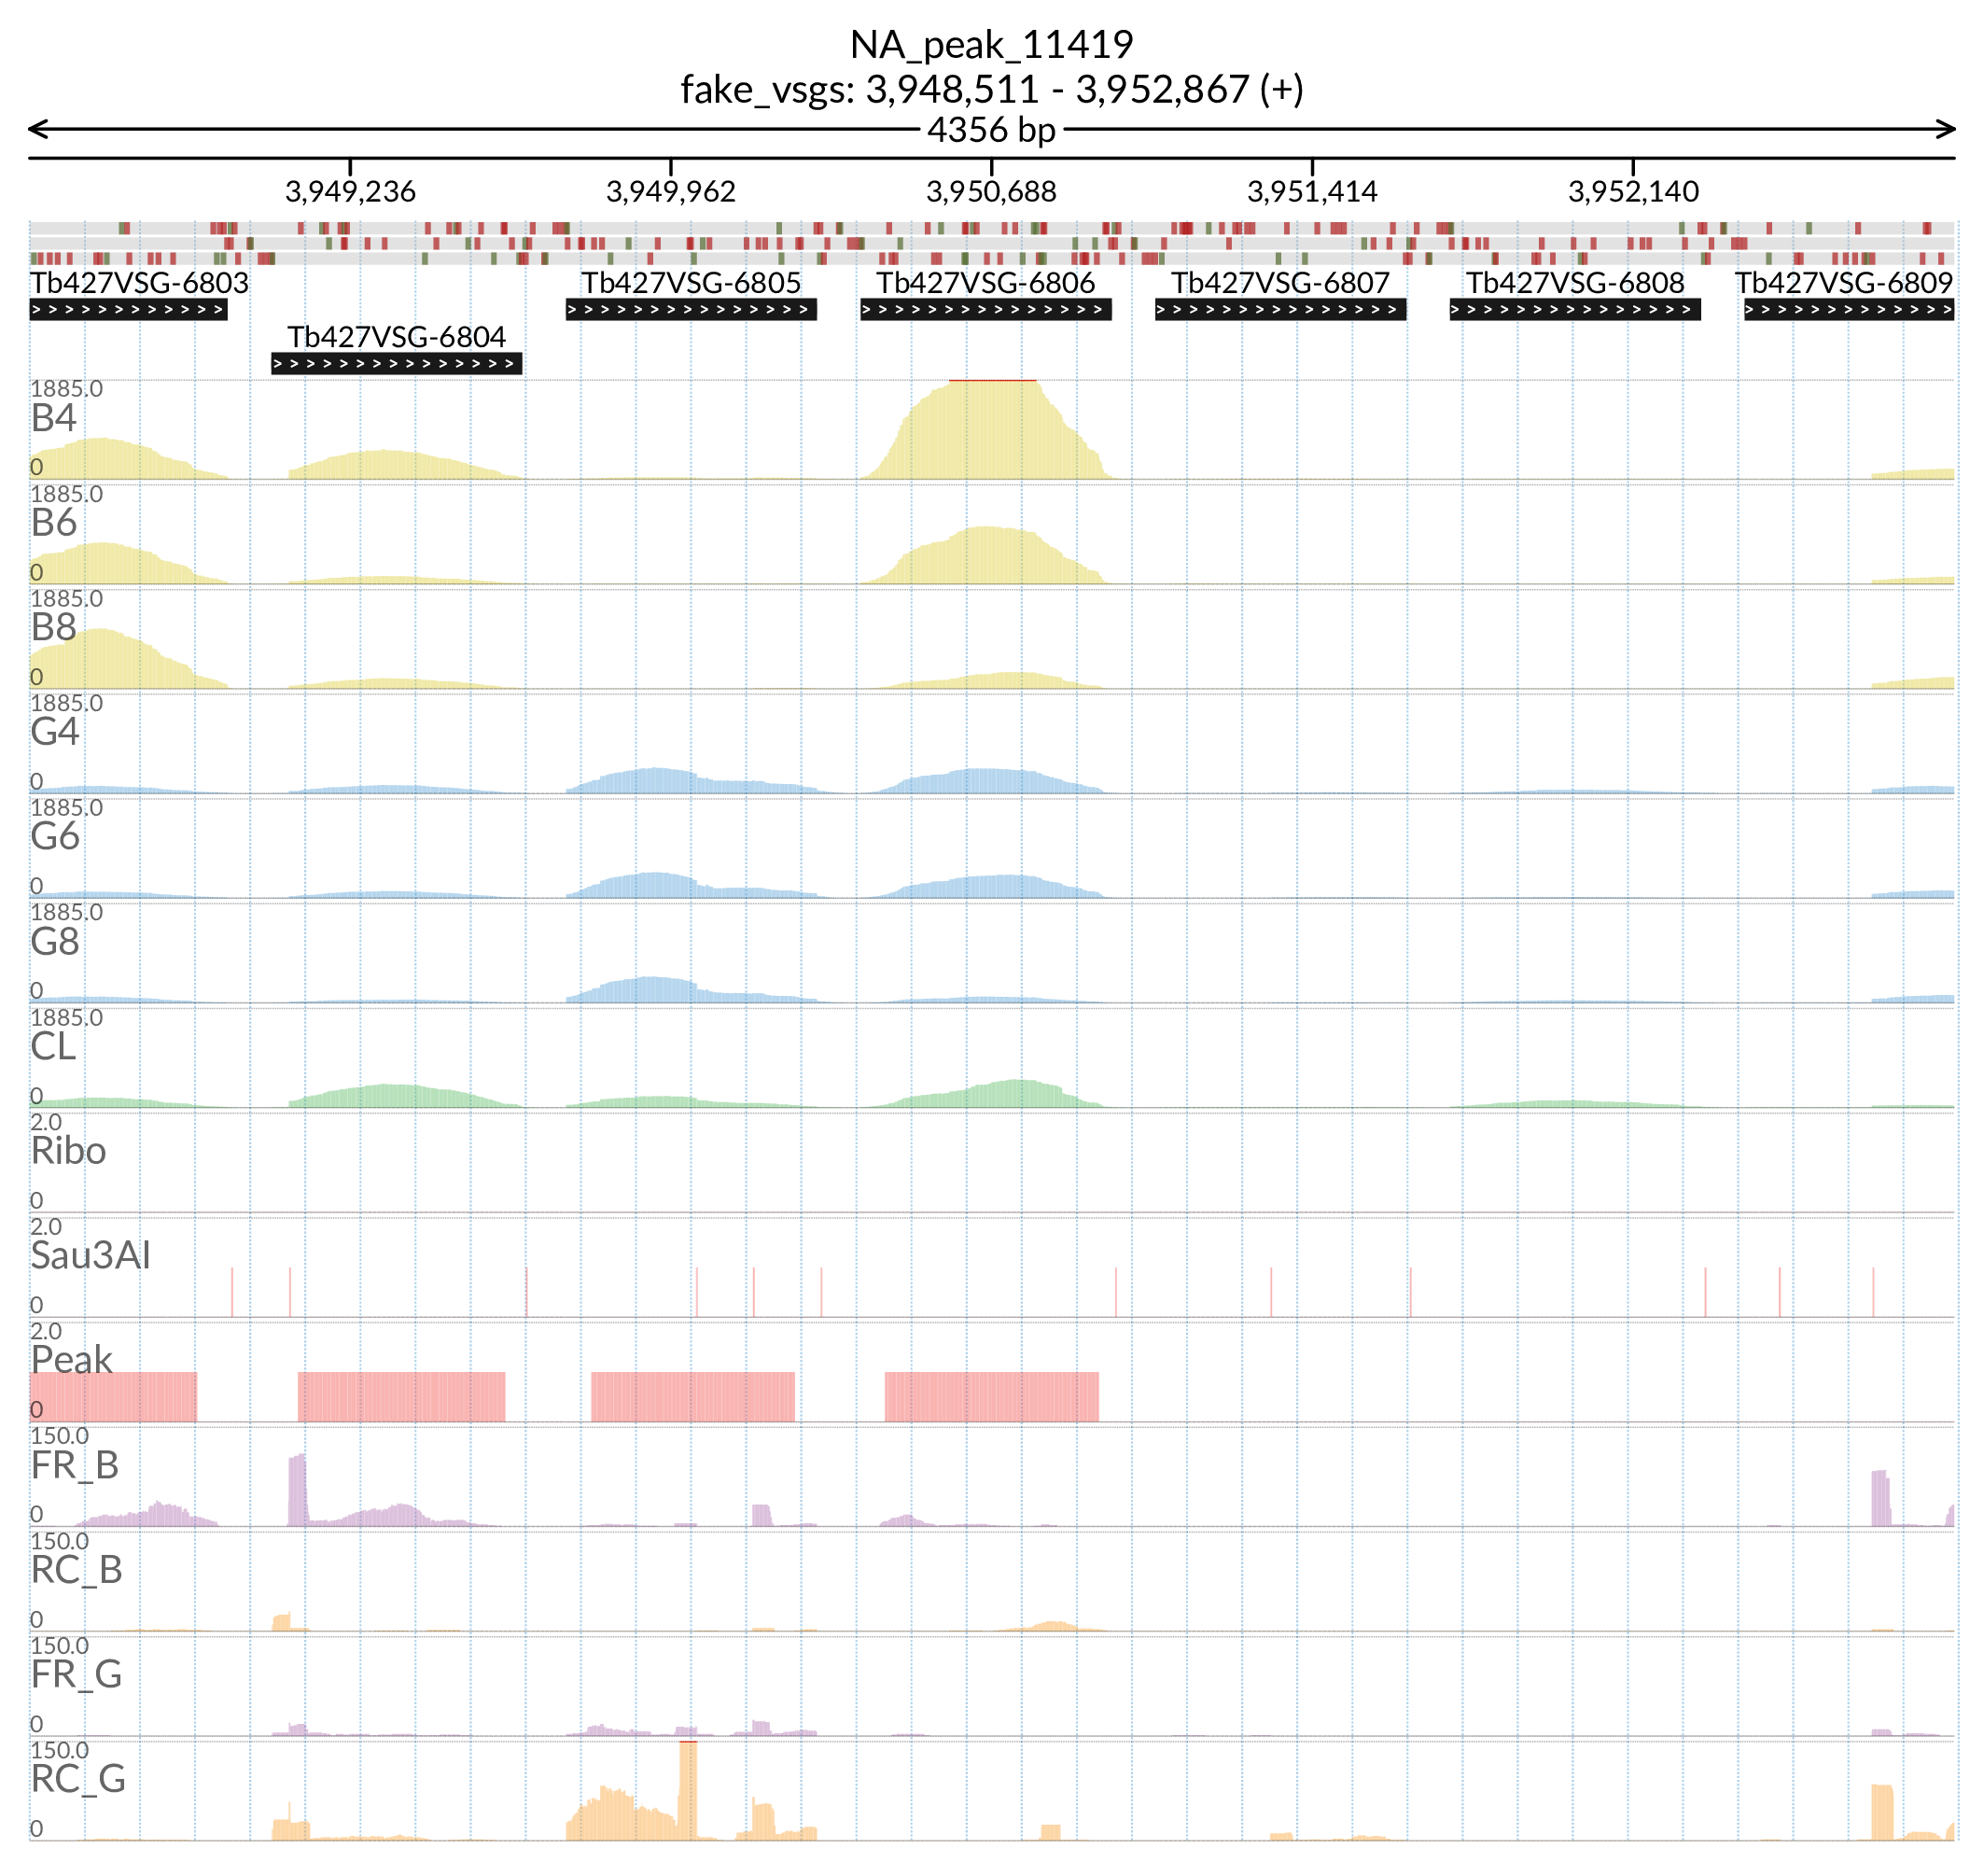 NA_peak_11419
fake_vsgs: 3,948,511 - 3,952,867 (+)
4356 bp
3,949,236 3,949,962 3,950,688 3,951,414 3,952,140
Tb427VSG-6803 Tb427VSG-6805 Tb427VSG-6806 Tb427VSG-6807 Tb427VSG-6808 Tb427VSG-6809
Tb427VSG-6804
1885.0
B4
0
1885.0
B6
0
1885.0
B8
0
1885.0
G4
0
1885.0
G6
0
1885.0
G8
0
1885.0
CL
0
2.0
Ribo
0
2.0
Sau3AI
0
2.0
Peak
0
150.0
FR_B
0
150.0
RC_B
0
150.0
FR_G
0
150.0
RC_G
0